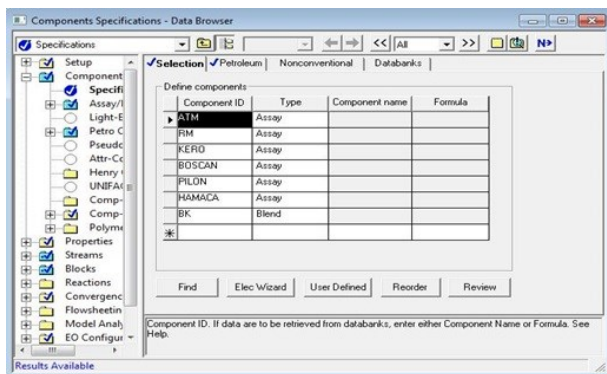 Components Specifications - Data Browser
Specifications
All
<<
>>
N>
Setup
Component
Specifi
Assay/
Light-E
Petro C
Pseudc
Attr-Cc
Henry
UNIFAC
Comp-
Comp-
Polyme
Properties
Streams
Blocks
Reactions
Convergenc
Flowsheetin
Model Analy
EO Configur
Selection Petroleum Nonconventional Databanks
Define components
Component ID Type Component name Formula
ATM Assay
RM Assay
KERO Assay
BOSCAN Assay
PILON Assay
HAMACA Assay
BK Blend
Find Elec Wizard User Defined Reorder Review
Component ID. If data are to be retrieved from databanks, enter either Component Name or Formula. See
Help.
Results Available